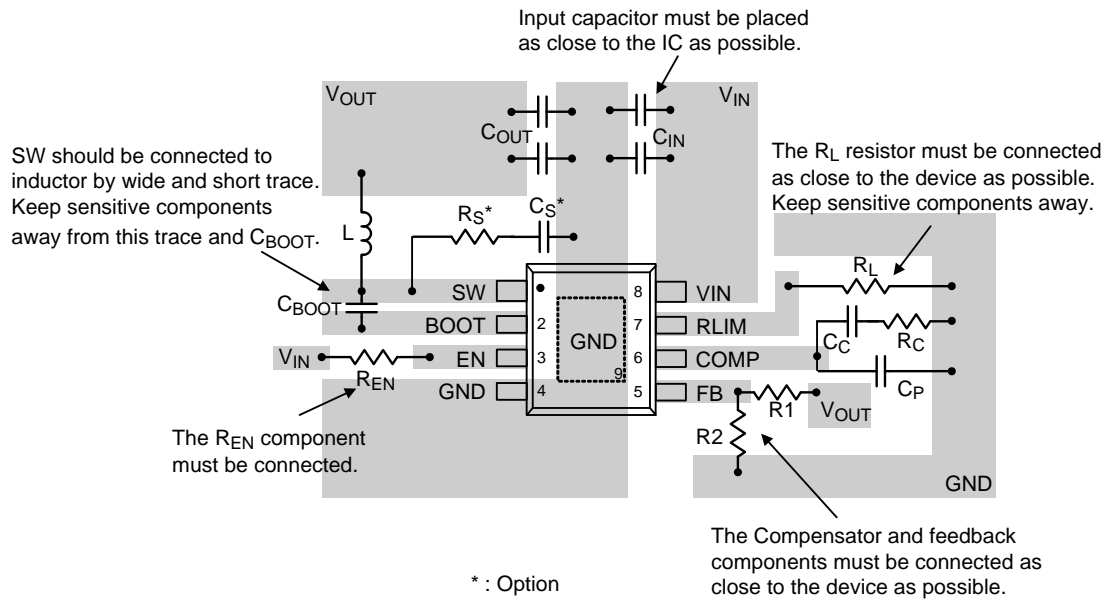 Input capacitor must be placed
as close to the IC as possible.
VOUT
VIN
COUT
CIN
SW should be connected to
inductor by wide and short trace.
Keep sensitive components
away from this trace and CBOOT.
The RL resistor must be connected
as close to the device as possible.
Keep sensitive components away.
L
RS*
CS*
RL
CBOOT
SW
8
VIN
BOOT
2
7
RLIM
CC
RC
VIN
EN
3
GND
6
COMP
REN
GND
4
9
5
FB
R1
VOUT
CP
R2
The REN component
must be connected.
GND
The Compensator and feedback
components must be connected as
close to the device as possible.
* : Option